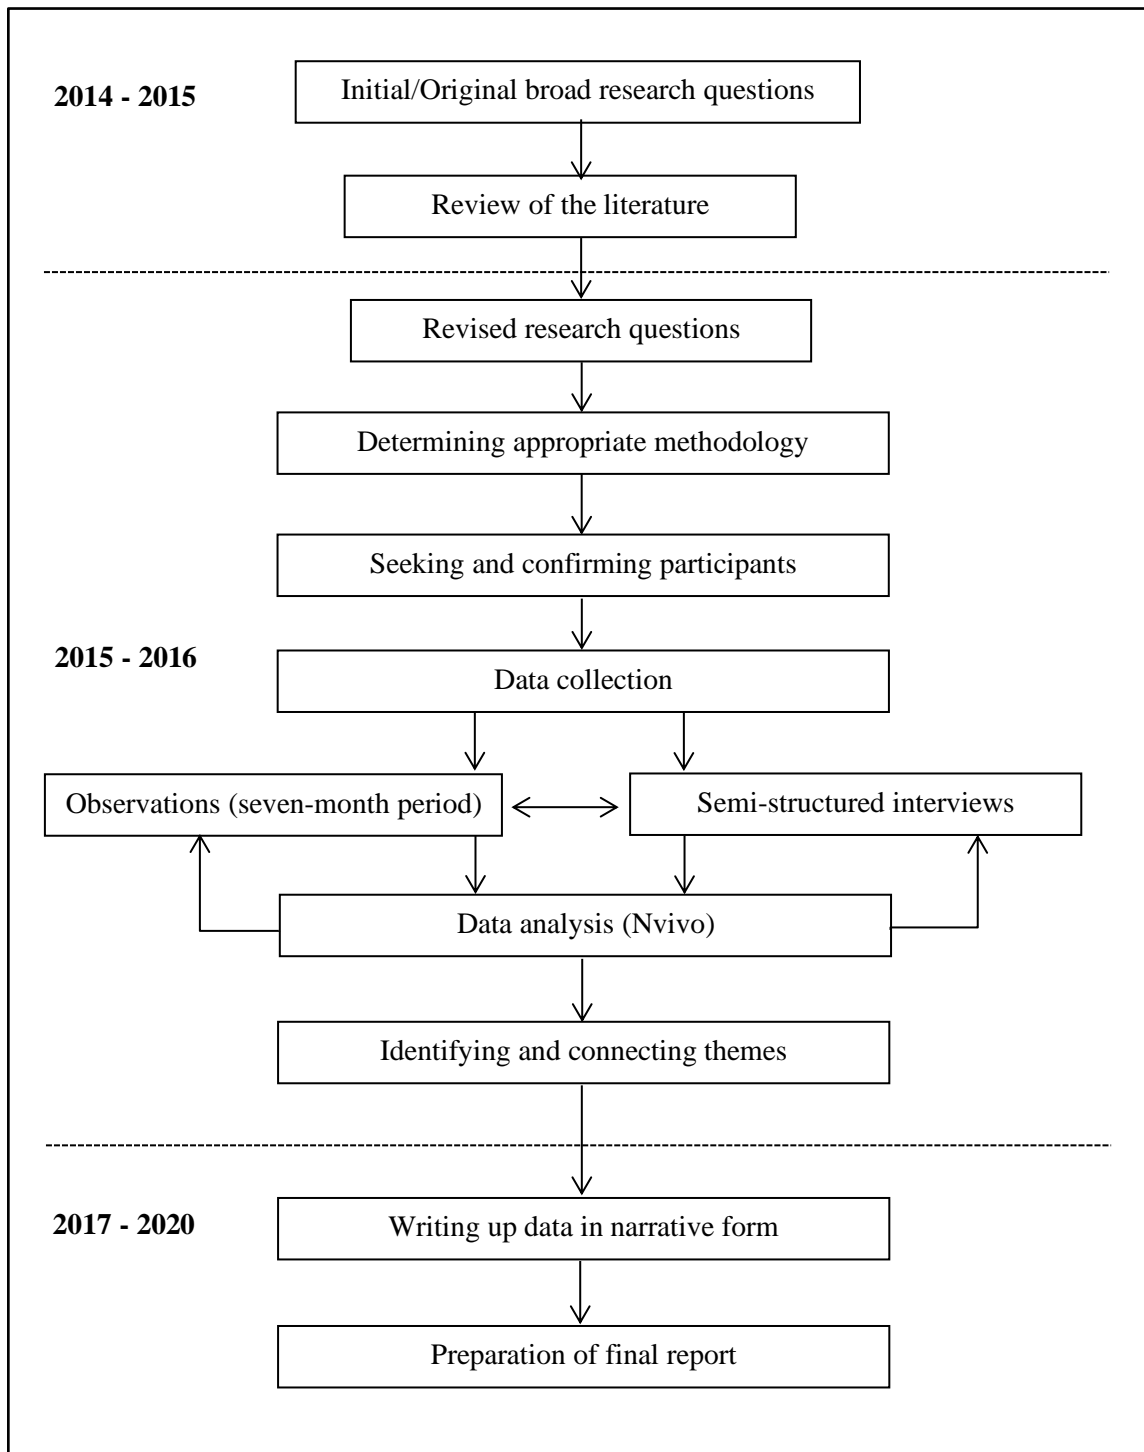 2014 - 2015
Initial/Original broad research questions
Review of the literature
Revised research questions
Determining appropriate methodology
Seeking and confirming participants
2015 - 2016
Data collection
Observations (seven-month period)
Semi-structured interviews
Data analysis (Nvivo)
Identifying and connecting themes
2017 - 2020
Writing up data in narrative form
Preparation of final report